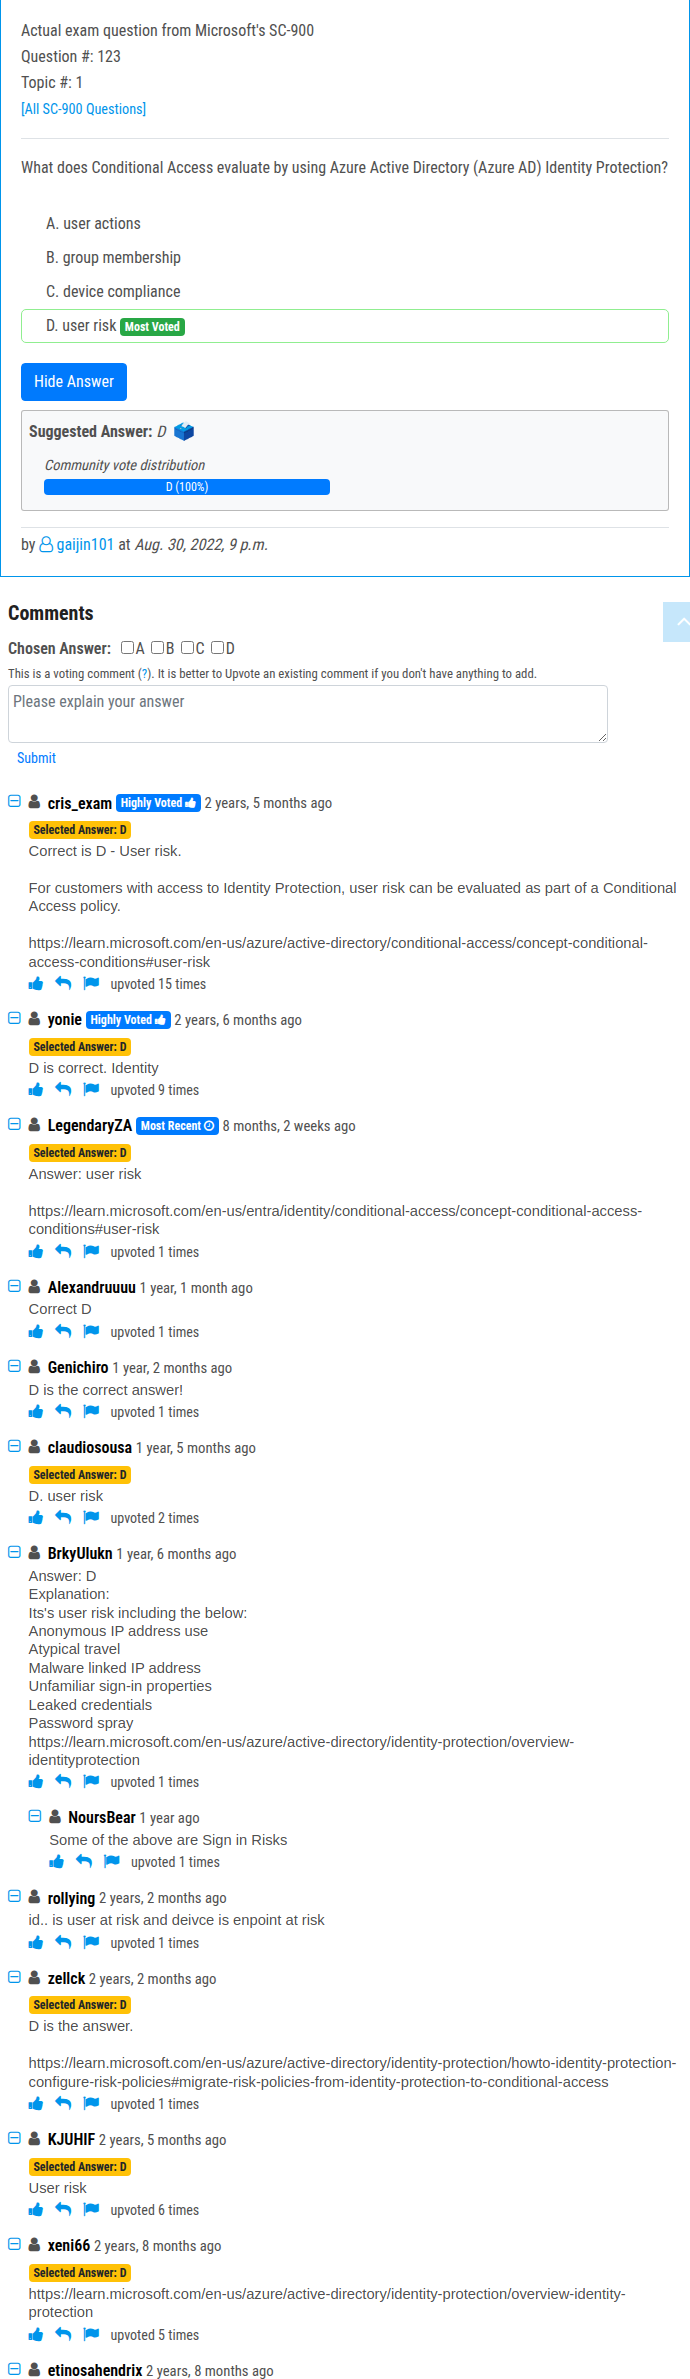 Actual exam question from Microsoft's SC-900
Question #: 123
Topic #: 1
[All SC-900 Questions]
What does Conditional Access evaluate by using Azure Active Directory (Azure AD) Identity Protection?
A. user actions
B. group membership
C. device compliance
D. user risk Most Voted
Hide Answer
Suggested Answer: D
Community vote distribution
D (100%)
by gaijin101 at Aug. 30, 2022, 9 p.m.
Comments
Chosen Answer: A B C D
This is a voting comment (?). It is better to Upvote an existing comment if you don't have anything to add.
Please explain your answer
Submit
cris_exam Highly Voted 2 years, 5 months ago
Selected Answer: D
Correct is D - User risk.
For customers with access to Identity Protection, user risk can be evaluated as part of a Conditional
Access policy.
https://learn.microsoft.com/en-us/azure/active-directory/conditional-access/concept-conditional-
access-conditions#user-risk
upvoted 15 times
yonie Highly Voted 2 years, 6 months ago
Selected Answer: D
D is correct. Identity
upvoted 9 times
LegendaryZA Most Recent 8 months, 2 weeks ago
Selected Answer: D
Answer: user risk
https://learn.microsoft.com/en-us/entra/identity/conditional-access/concept-conditional-access-
conditions#user-risk
upvoted 1 times
Alexandruuuu 1 year, 1 month ago
Correct D
upvoted 1 times
Genichiro 1 year, 2 months ago
D is the correct answer!
upvoted 1 times
claudiosousa 1 year, 5 months ago
Selected Answer: D
D. user risk
upvoted 2 times
BrkyUlukn 1 year, 6 months ago
Answer: D
Explanation:
Its's user risk including the below:
Anonymous IP address use
Atypical travel
Malware linked IP address
Unfamiliar sign-in properties
Leaked credentials
Password spray
https://learn.microsoft.com/en-us/azure/active-directory/identity-protection/overview-
identityprotection
upvoted 1 times
NoursBear 1 year ago
Some of the above are Sign in Risks
upvoted 1 times
rollying 2 years, 2 months ago
id.. is user at risk and deivce is enpoint at risk
upvoted 1 times
zellck 2 years, 2 months ago
Selected Answer: D
D is the answer.
https://learn.microsoft.com/en-us/azure/active-directory/identity-protection/howto-identity-protection-
configure-risk-policies#migrate-risk-policies-from-identity-protection-to-conditional-access
upvoted 1 times
KJUHIF 2 years, 5 months ago
Selected Answer: D
User risk
upvoted 6 times
xeni66 2 years, 8 months ago
Selected Answer: D
https://learn.microsoft.com/en-us/azure/active-directory/identity-protection/overview-identity-
protection
upvoted 5 times
etinosahendrix 2 years, 8 months ago